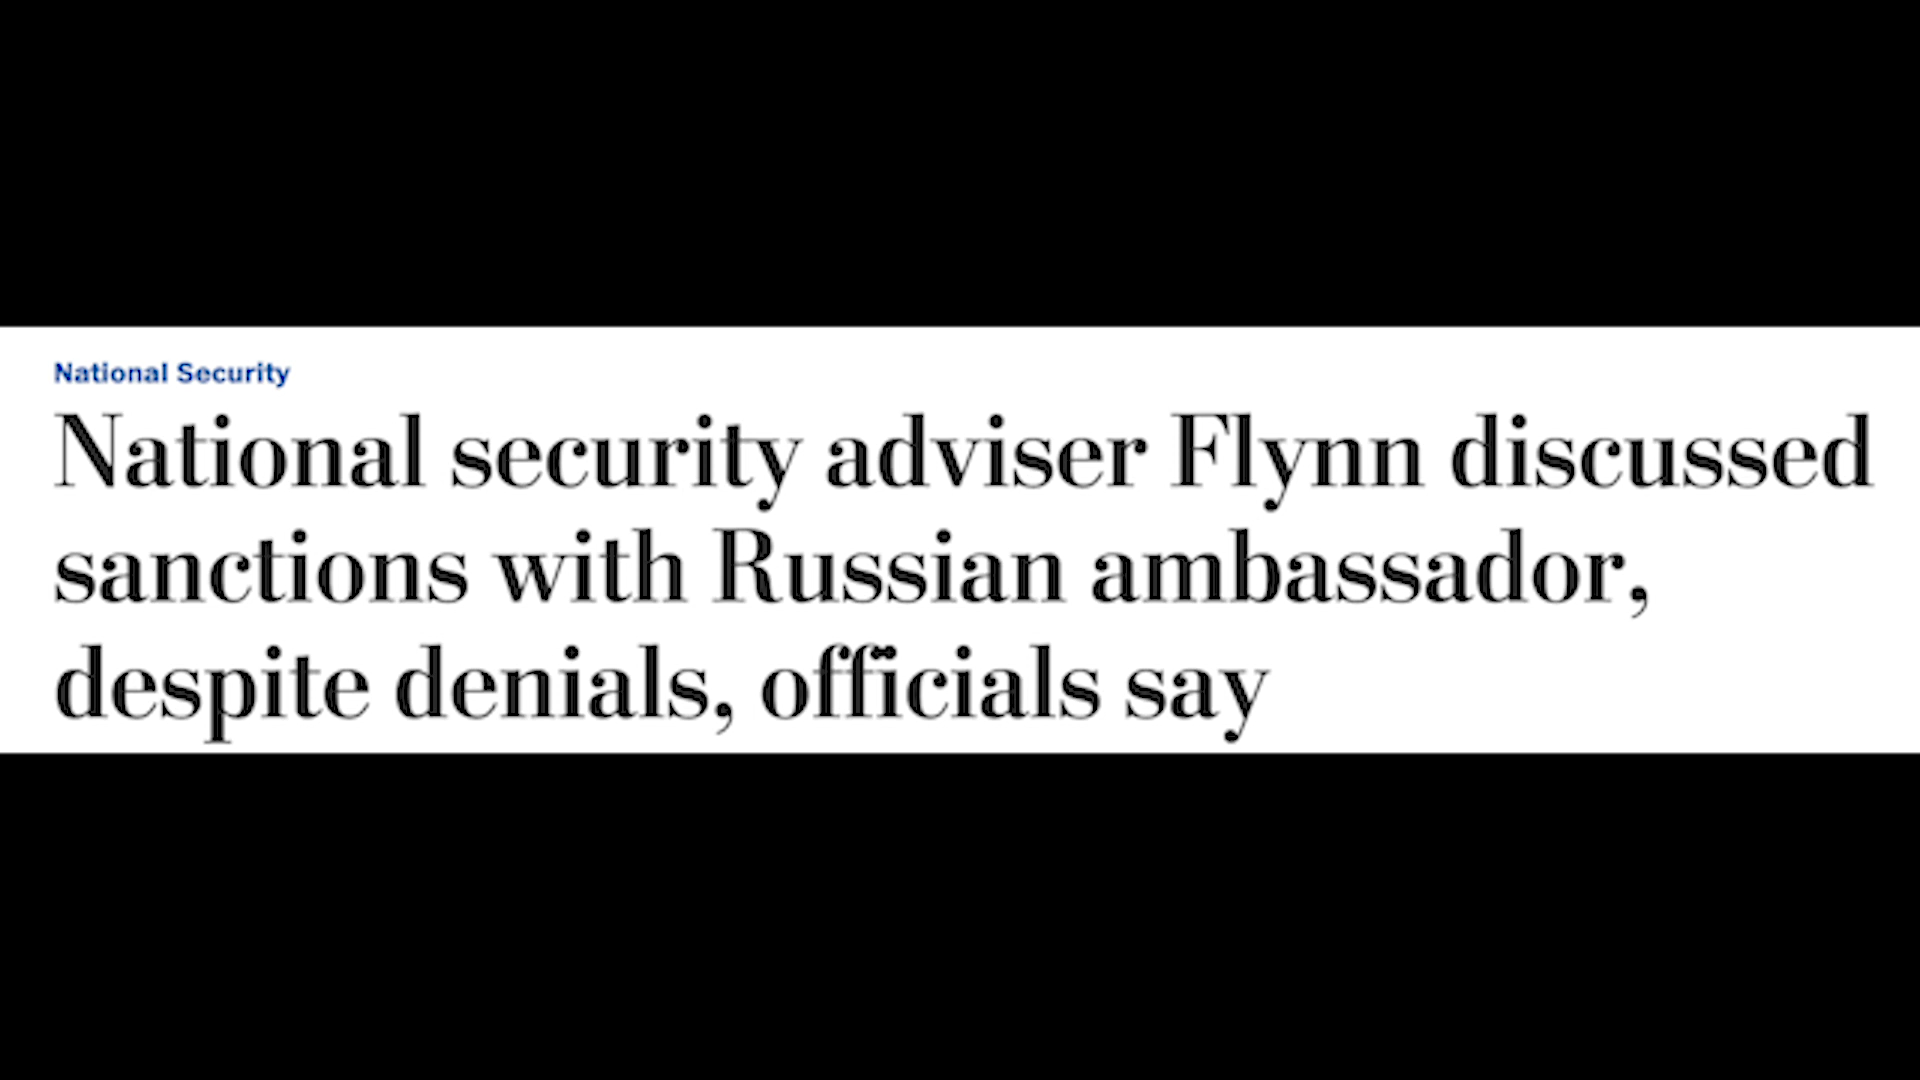 National Security
National security adviser Flynn discussed
sanctions with Russian ambassador,
despite denials, officials say